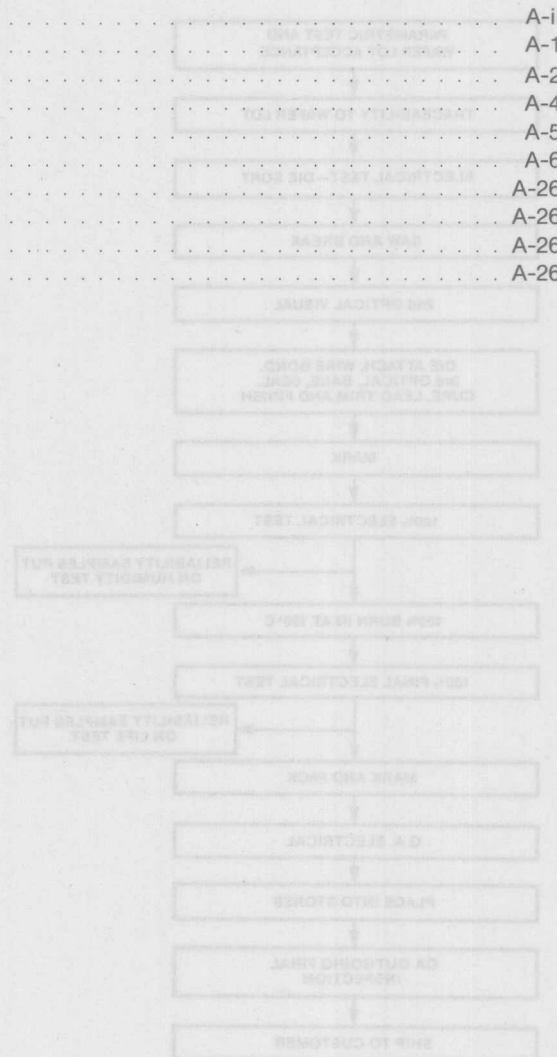 . . . . . . . . . . . . . . . . . . . . . . . . . . A-i
. . . . . . . . . . . . . . . . . . . . . . . . . . A-1
. . . . . . . . . . . . . . . . . . . . . . . . . . A-2
. . . . . . . . . . . . . . . . . . . . . . . . . . A-4
. . . . . . . . . . . . . . . . . . . . . . . . . . A-5
. . . . . . . . . . . . . . . . . . . . . . . . . . A-6
. . . . . . . . . . . . . . . . . . . . . . . . . . A-26
. . . . . . . . . . . . . . . . . . . . . . . . . . A-26
. . . . . . . . . . . . . . . . . . . . . . . . . . A-26
. . . . . . . . . . . . . . . . . . . . . . . . . . A-26
PARAMETRIC TEST AND
WAFER LOT ACCEPTANCE
TRACEABILITY TO WAFER LOT
ELECTRICAL TEST—DIE SORT
SAW AND BREAK
2nd OPTICAL VISUAL
DIE ATTACH, WIRE BOND,
3rd OPTICAL, BAKE, SEAL,
CURE, LEAD TRIM AND FINISH
MARK
100% ELECTRICAL TEST
RELIABILITY SAMPLES PUT
ON HUMIDITY TEST
100% BURN IN AT 150°C
100% FINAL ELECTRICAL TEST
RELIABILITY SAMPLES PUT
ON LIFE TEST
MARK AND PACK
Q.A. ELECTRICAL
PLACE INTO STORES
QA OUTGOING FINAL
INSPECTION
SHIP TO CUSTOMER